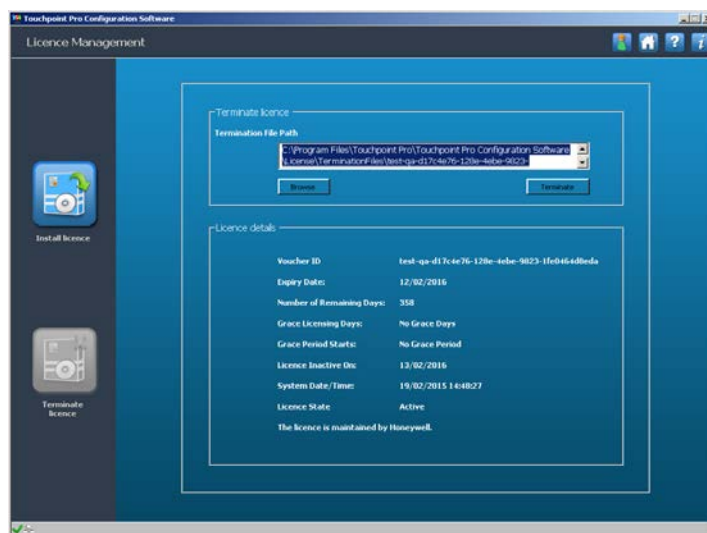 Touchpoint Pro Configuration Software
Licence Management
Terminate licence
Termination File Path
C:\Program Files\Touchpoint Pro\Touchpoint Pro Configuration Software
\License\TerminationFiles\test-qa-d17c4e76-128e-4ebe-9823-
Browse
Terminate
Install licence
Licence details
Voucher ID test-qa-d17c4e76-128e-4ebe-9823-1fe0464d8eda
Expiry Date: 12/02/2016
Number of Remaining Days: 358
Grace Licensing Days: No Grace Days
Grace Period Starts: No Grace Period
Licence Inactive On: 13/02/2016
System Date/Time: 19/02/2015 14:48:27
Licence State Active
The licence is maintained by Honeywell.
Terminate
licence